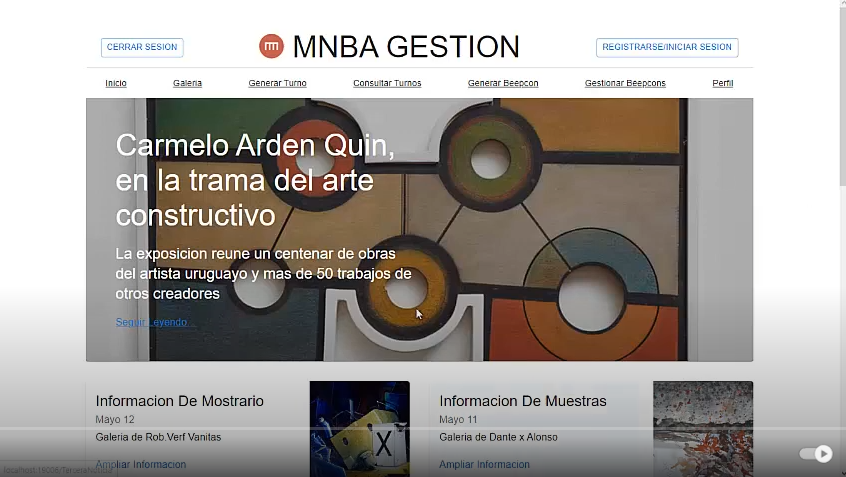 CERRAR SESION
MNBA GESTION
REGISTRARSE/INICIAR SESION
Inicio
Galeria
Generar Turno
Consultar Turnos
Generar Beepcon
Gestionar Beepcons
Perfil
Carmelo Arden Quin,
en la trama del arte
constructivo
La exposicion reune un centenar de obras
del artista uruguayo y mas de 50 trabajos de
otros creadores
Seguir Leyendo
Informacion De Mostrario
Mayo 12
Galeria de Rob.Verf Vanitas
Ampliar Informacion
X
Informacion De Muestras
Mayo 11
Galeria de Dante x Alonso
Ampliar Informacion